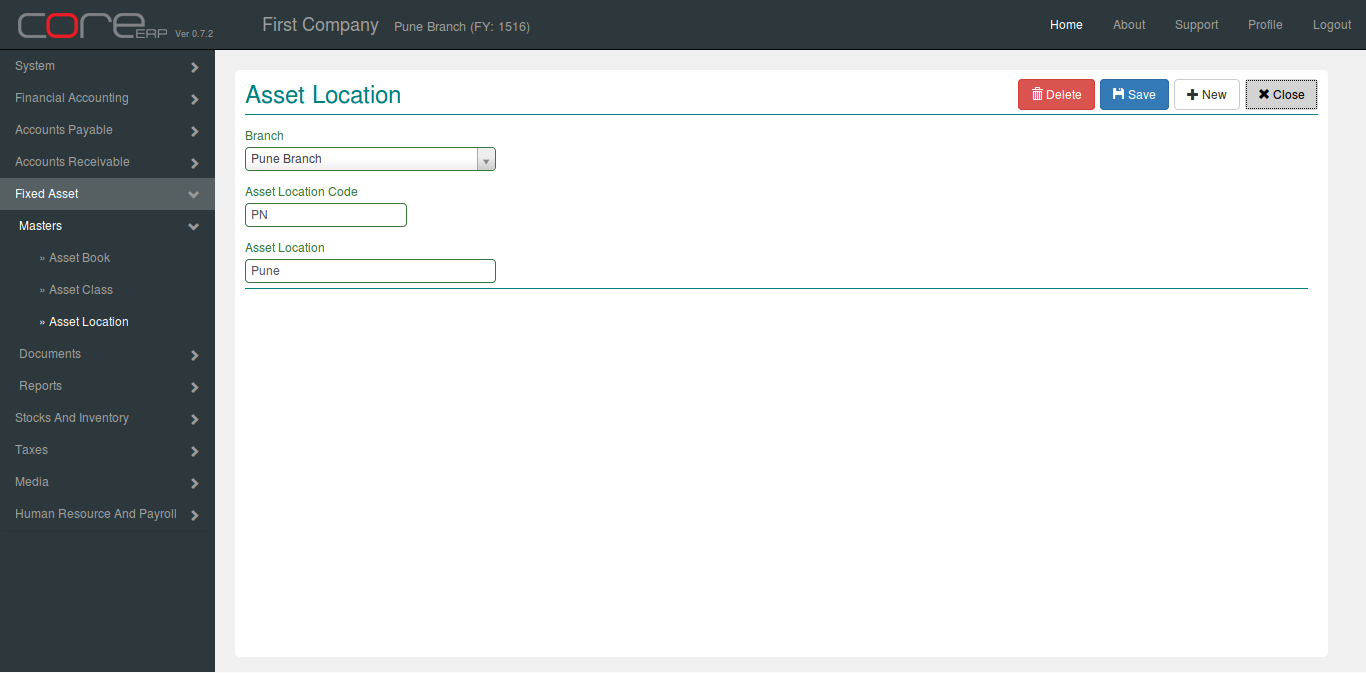 core ERP Ver 0.7.2
First Company Pune Branch (FY: 1516)
Home About Support Profile Logout
System
Financial Accounting
Accounts Payable
Accounts Receivable
Fixed Asset
Masters
» Asset Book
» Asset Class
» Asset Location
Documents
Reports
Stocks And Inventory
Taxes
Media
Human Resource And Payroll
Asset Location
Delete Save New Close
Branch
Pune Branch
Asset Location Code
PN
Asset Location
Pune